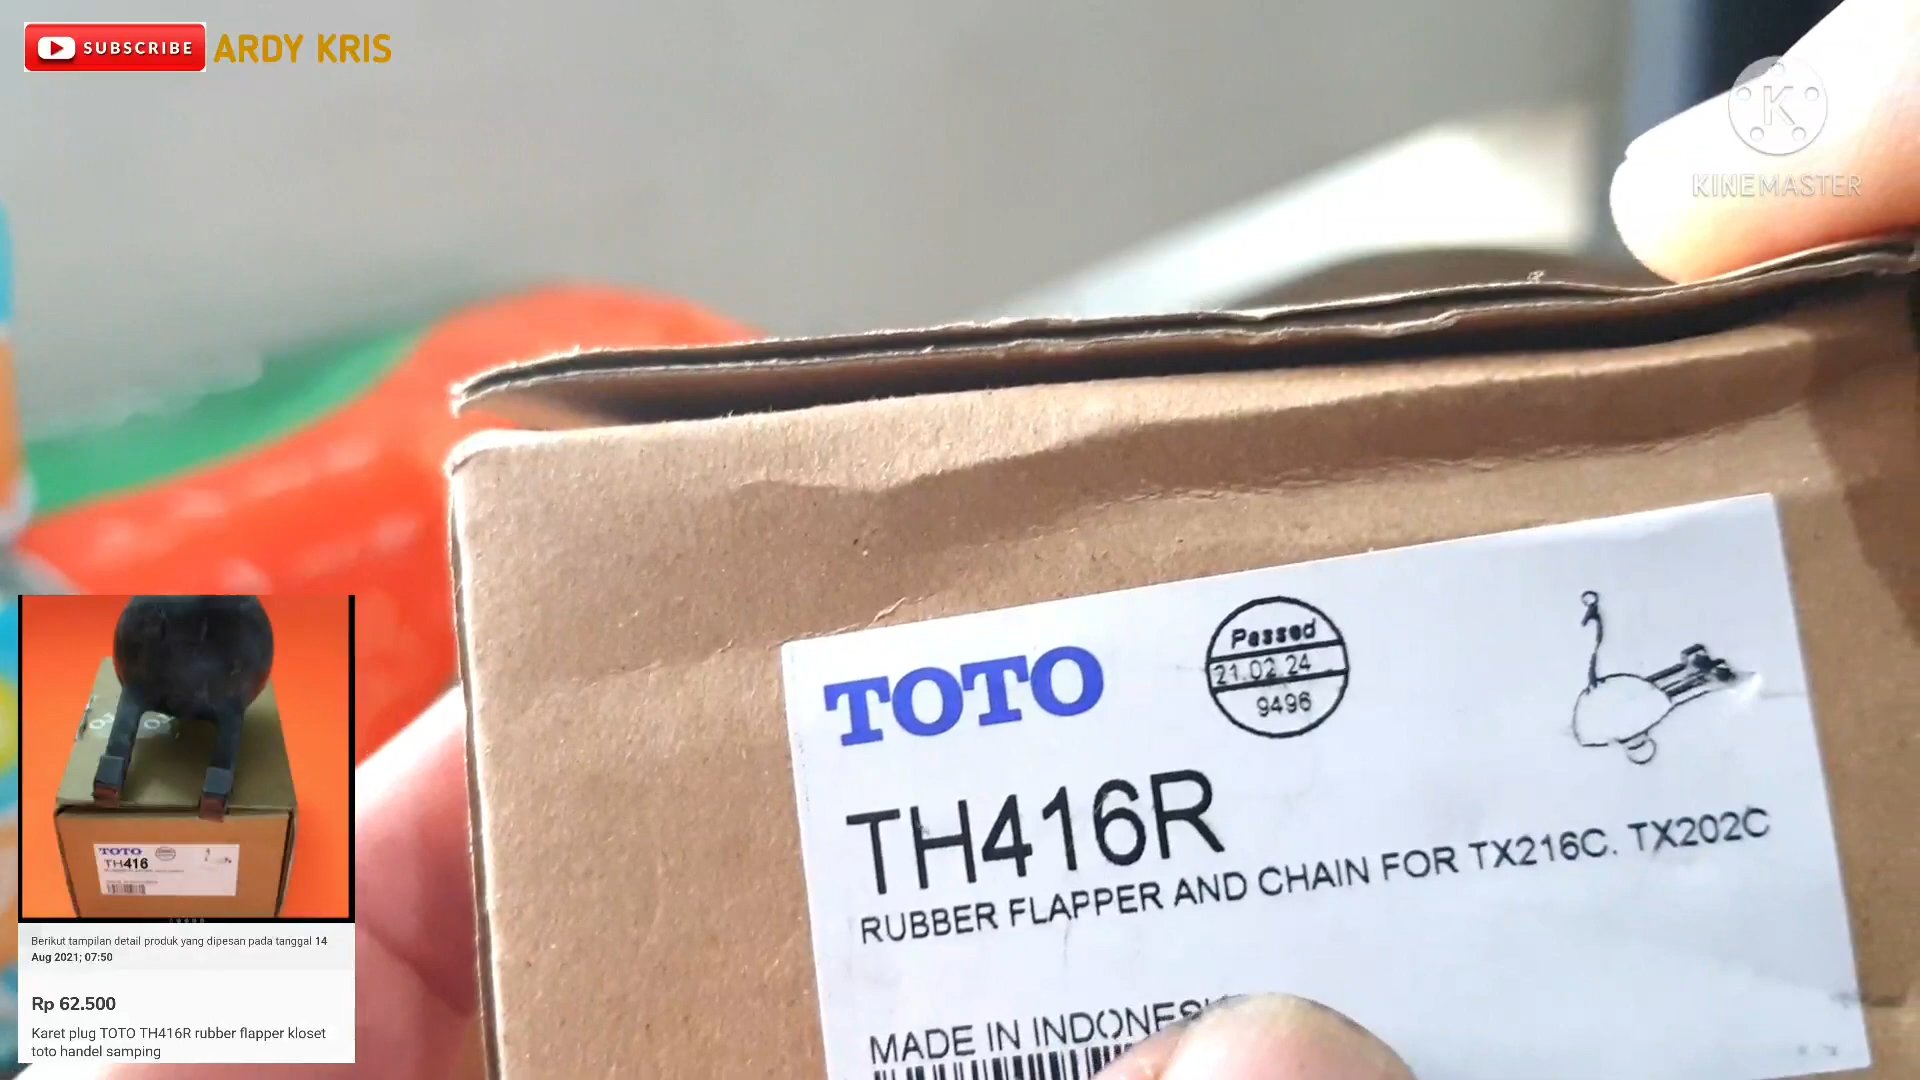 SUBSCRIBE ARDY KRIS
K
KINEMASTER
TOTO
Passed
21.02.24
9496
TH416R
RUBBER FLAPPER AND CHAIN FOR TX216C. TX202C
MADE IN INDONES
TOTO
TH416
Berikut tampilan detail produk yang dipesan pada tanggal 14
Aug 2021; 07:50
Rp 62.500
Karet plug TOTO TH416R rubber flapper kloset
toto handel samping